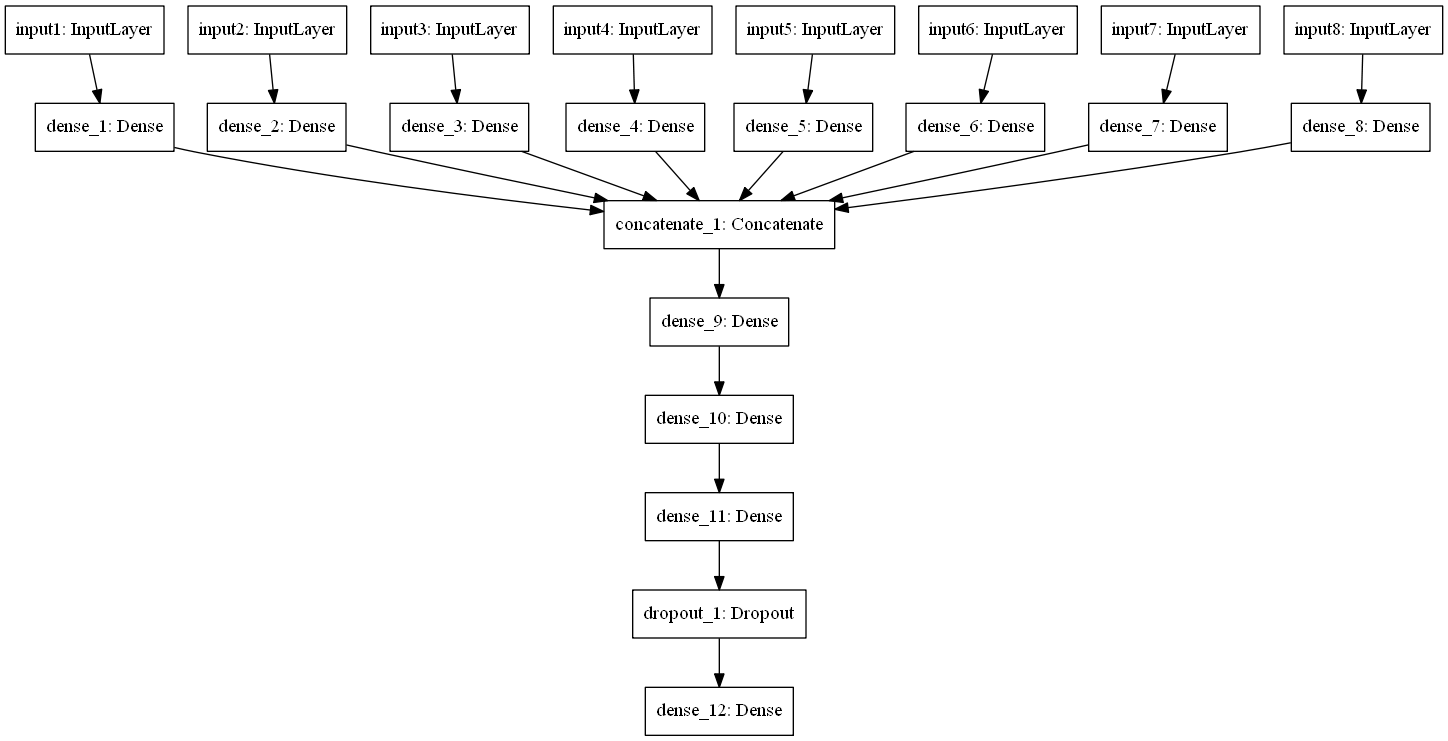 input1: InputLayer
input2: InputLayer
input3: InputLayer
input4: InputLayer
input5: InputLayer
input6: InputLayer
input7: InputLayer
input8: InputLayer
dense_1: Dense
dense_2: Dense
dense_3: Dense
dense_4: Dense
dense_5: Dense
dense_6: Dense
dense_7: Dense
dense_8: Dense
concatenate_1: Concatenate
dense_9: Dense
dense_10: Dense
dense_11: Dense
dropout_1: Dropout
dense_12: Dense